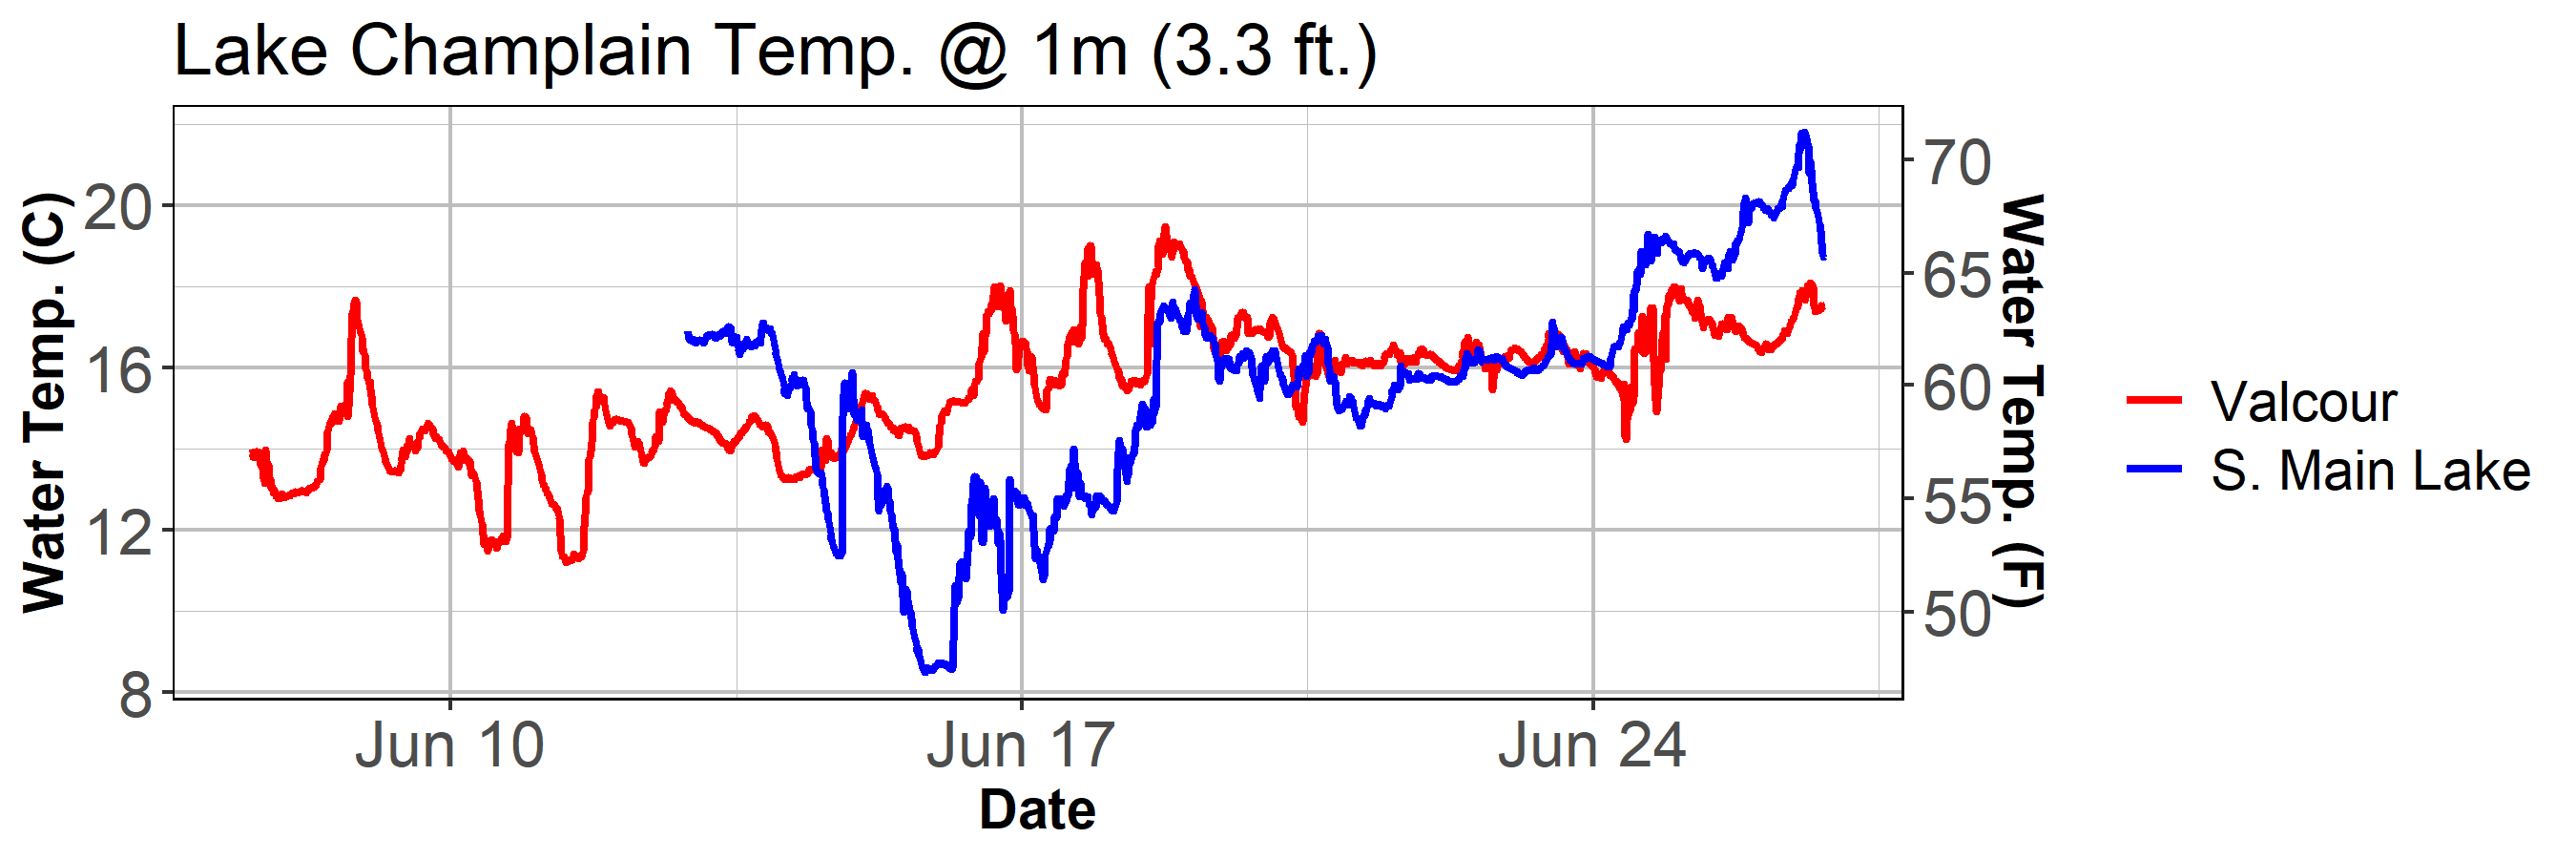 Lake Champlain Temp. @ 1m (3.3 ft.)
Water Temp. (C)
20
16
12
8
70
65
60
55
50
Water Temp. (F)
Jun 10
Jun 17
Jun 24
Date
Valcour
S. Main Lake